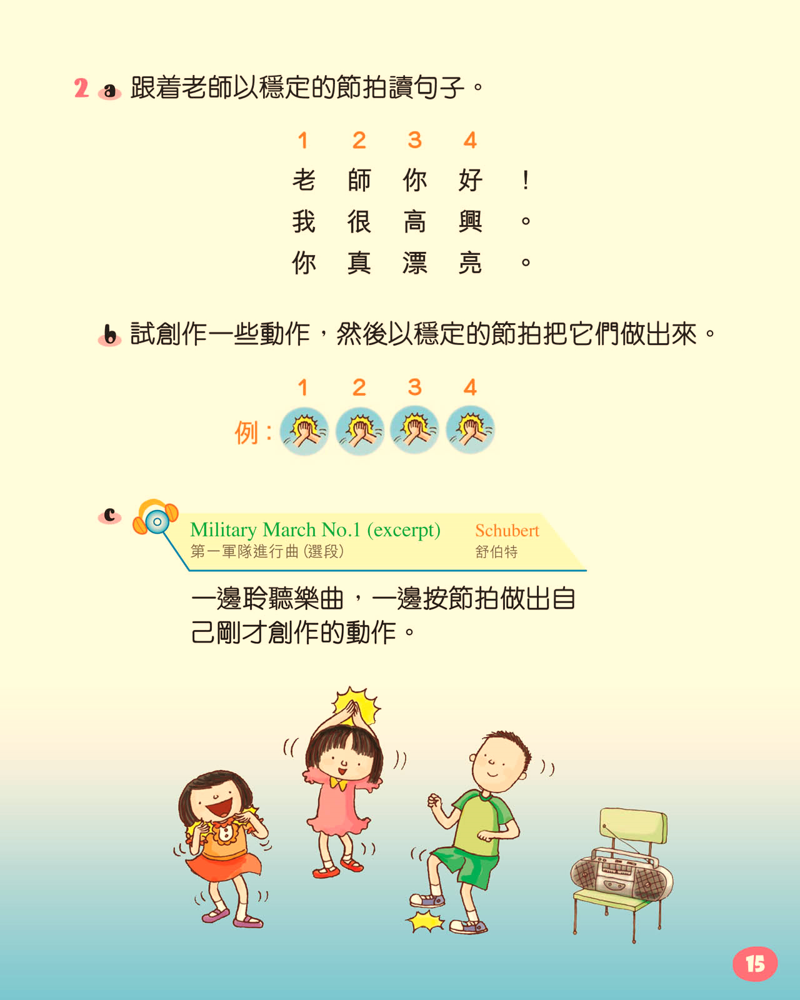 2 a 跟着老師以穩定的節拍讀句子。
1 2 3 4
老 師 你 好 ！
我 很 高 興 。
你 真 漂 亮 。
b 試創作一些動作，然後以穩定的節拍把它們做出來。
1 2 3 4
例：
c
Military March No.1 (excerpt) Schubert
第一軍隊進行曲（選段） 舒伯特
一邊聆聽樂曲，一邊按節拍做出自
己剛才創作的動作。
15